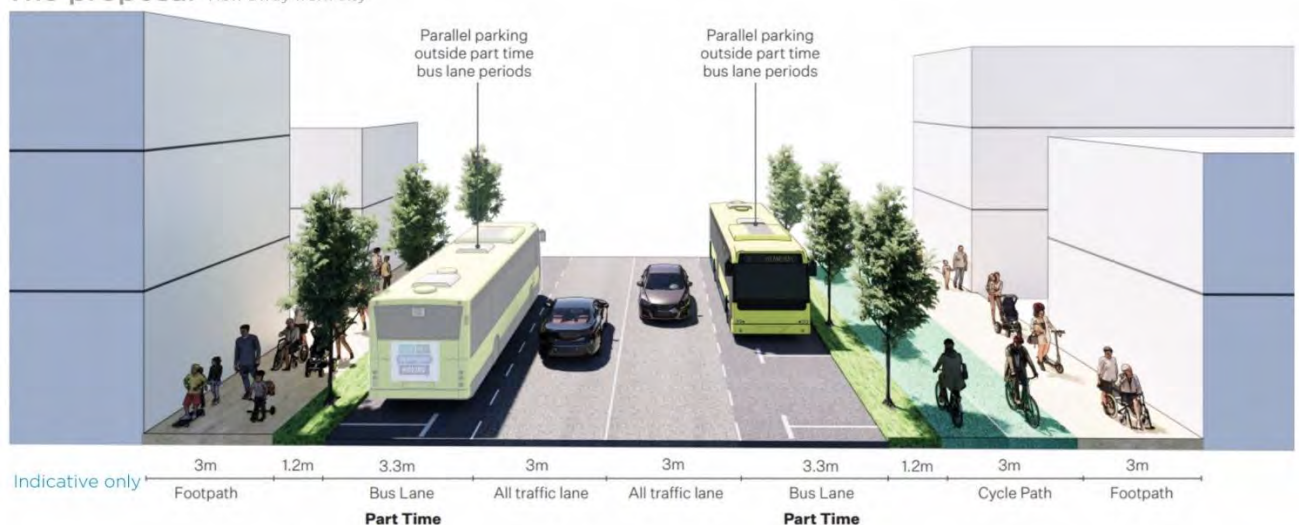 Parallel parking
outside part time
bus lane periods
Parallel parking
outside part time
bus lane periods
Indicative only
3m 1.2m 3.3m 3m 3m 3.3m 1.2m 3m 3m
Footpath Bus Lane All traffic lane All traffic lane Bus Lane Cycle Path Footpath
Part Time Part Time